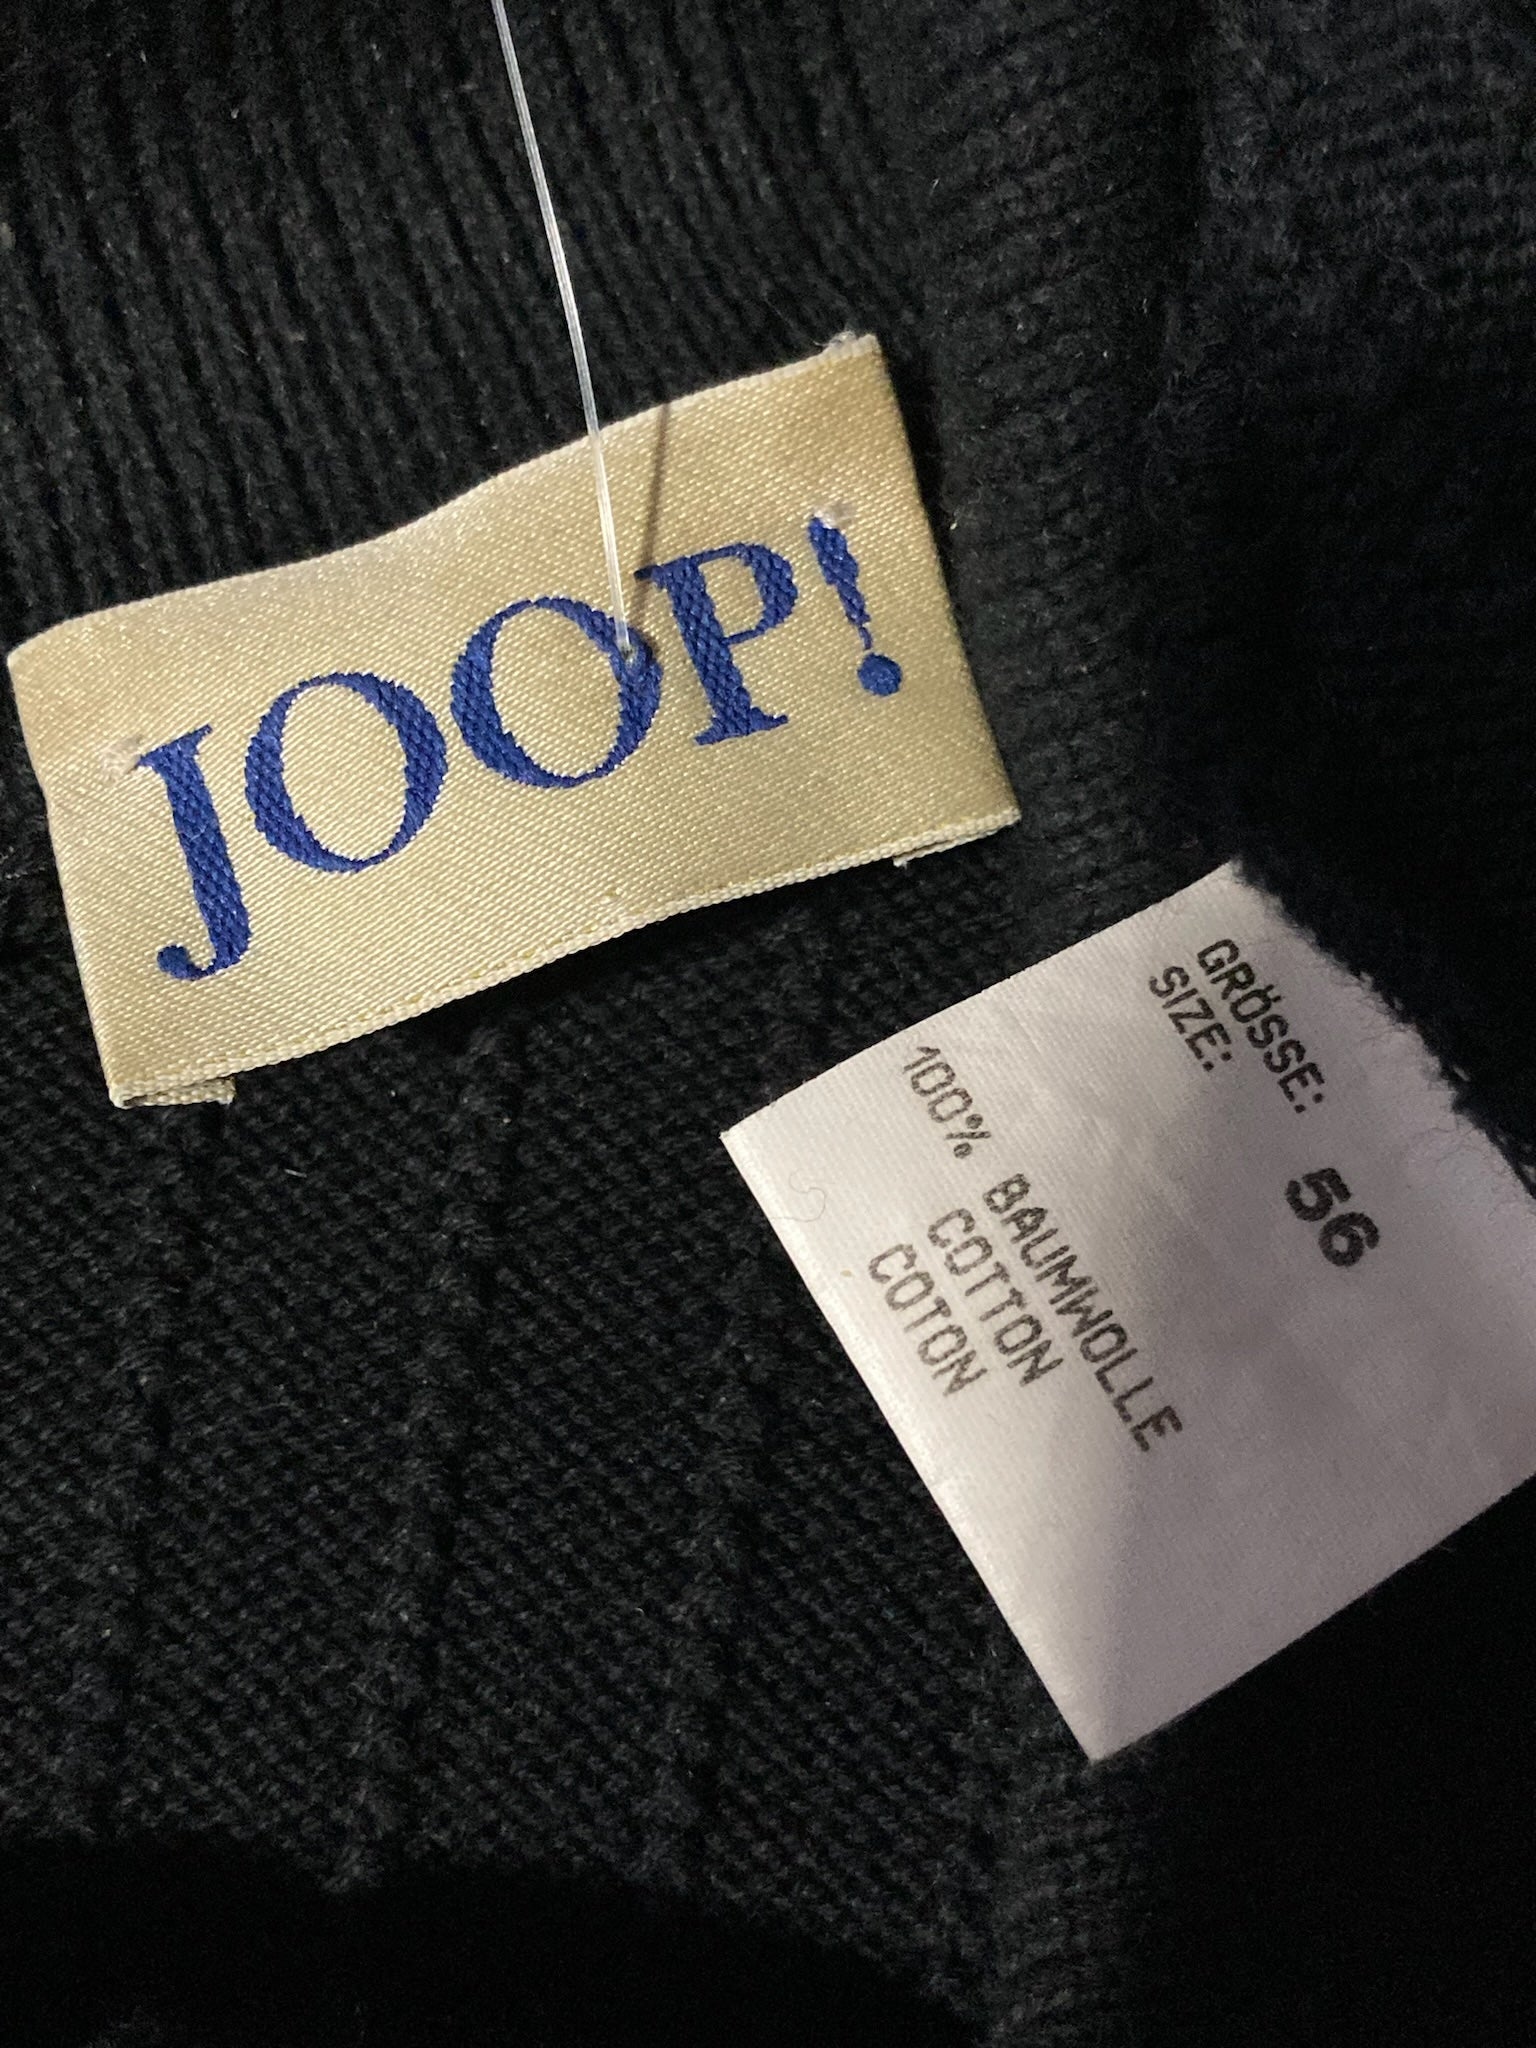 JOOP!
GRÖSSE:
SIZE: 56
100% BAUMWOLLE
COTTON
COTON